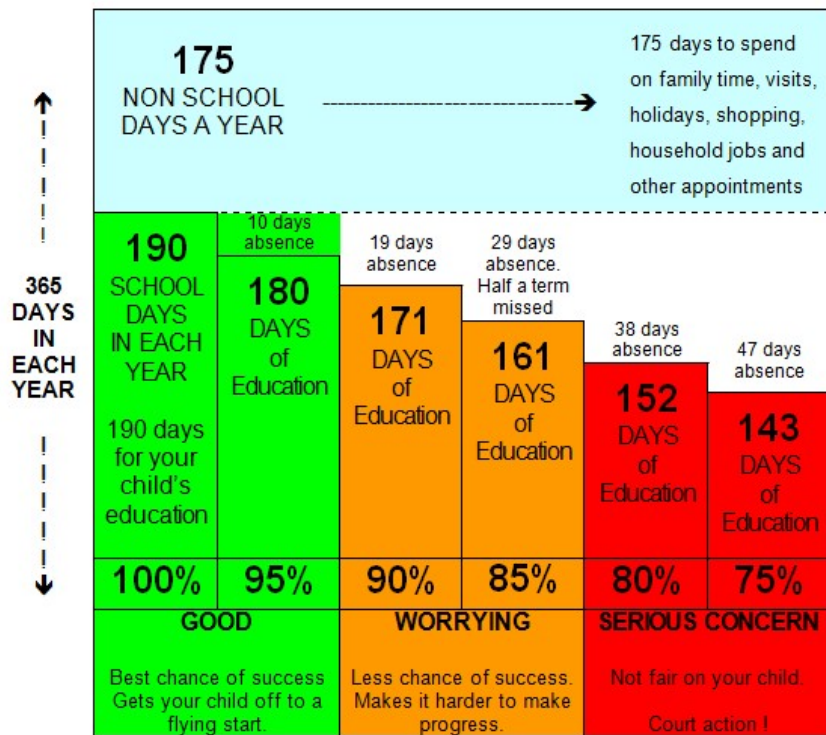 175
NON SCHOOL
DAYS A YEAR
175 days to spend
on family time, visits,
holidays, shopping,
household jobs and
other appointments
365
DAYS
IN
EACH
YEAR
190
SCHOOL
DAYS
IN EACH
YEAR
190 days
for your
child's
education
10 days
absence
180
DAYS
of
Education
19 days
absence
171
DAYS
of
Education
29 days
absence.
Half a term
missed
161
DAYS
of
Education
38 days
absence
152
DAYS
of
Education
47 days
absence
143
DAYS
of
Education
100%
95%
90%
85%
80%
75%
GOOD
Best chance of success
Gets your child off to a
flying start.
WORRYING
Less chance of success.
Makes it harder to make
progress.
SERIOUS CONCERN
Not fair on your child.
Court action !